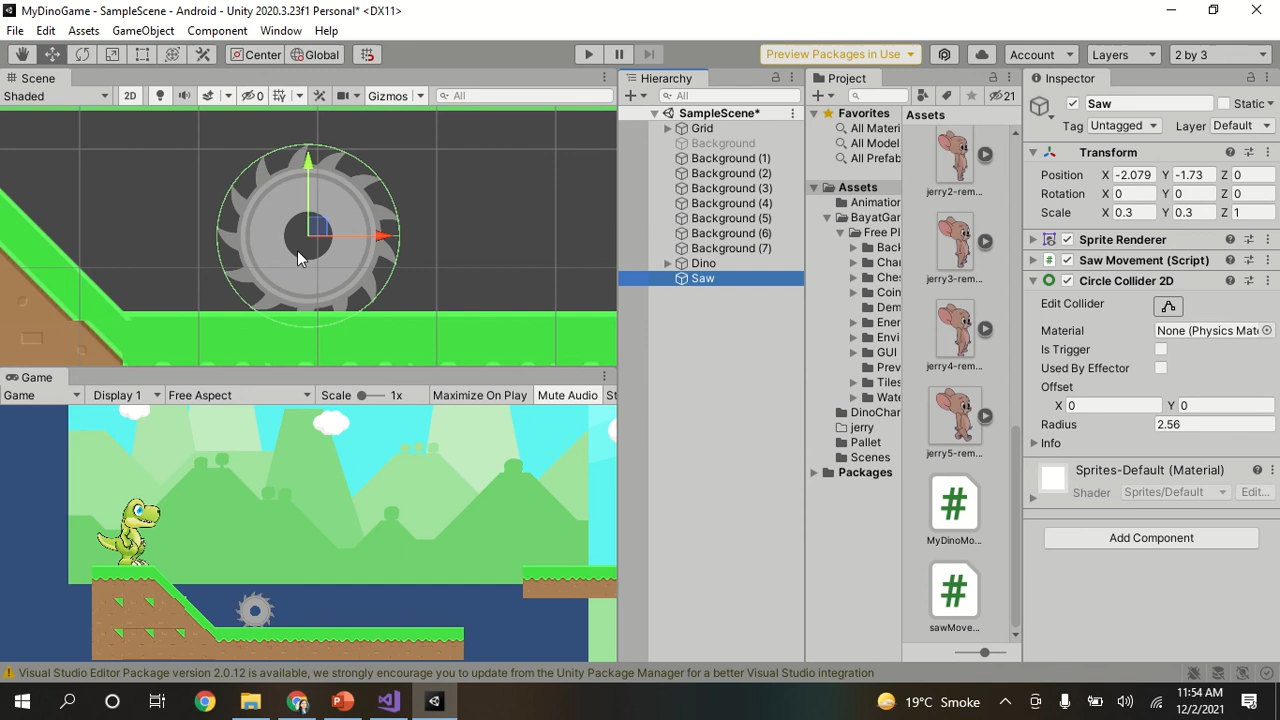 MyDinoGame - SampleScene - Android - Unity 2020.3.23f1 Personal* <DX11>
File Edit Assets GameObject Component Window Help
Center Global Preview Packages in Use Account Layers 2 by 3
Scene
Shaded 2D 0 Gizmos All
Game
Game Display 1 Free Aspect Scale 1x Maximize On Play Mute Audio St
Hierarchy
All
SampleScene*
Grid
Background
Background (1)
Background (2)
Background (3)
Background (4)
Background (5)
Background (6)
Background (7)
Dino
Saw
Project
21
Favorites
All Materi
All Model
All Prefab
Assets
Animation
BayatGam
Free Pl
Back
Char
Ches
Coin
Dem
Ener
Envi
GUI
Prev
Tiles
Wate
DinoChar
jerry
Pallet
Scenes
Packages
Assets
jerry2-rem...
jerry3-rem...
jerry4-rem...
jerry5-rem...
#
MyDinoMo...
#
sawMove...
Inspector
Saw Static
Tag Untagged Layer Default
Transform
Position X -2.079 Y -1.73 Z 0
Rotation X 0 Y 0 Z 0
Scale X 0.3 Y 0.3 Z 1
Sprite Renderer
# Saw Movement (Script)
Circle Collider 2D
Edit Collider
Material None (Physics Mate
Is Trigger
Used By Effector
Offset
X 0 Y 0
Radius 2.56
Info
Sprites-Default (Material)
Shader Sprites/Default Edit...
Add Component
Visual Studio Editor Package version 2.0.12 is available, we strongly encourage you to update from the Unity Package Manager for a better Visual Studio integration
19°C Smoke 11:54 AM
12/2/2021